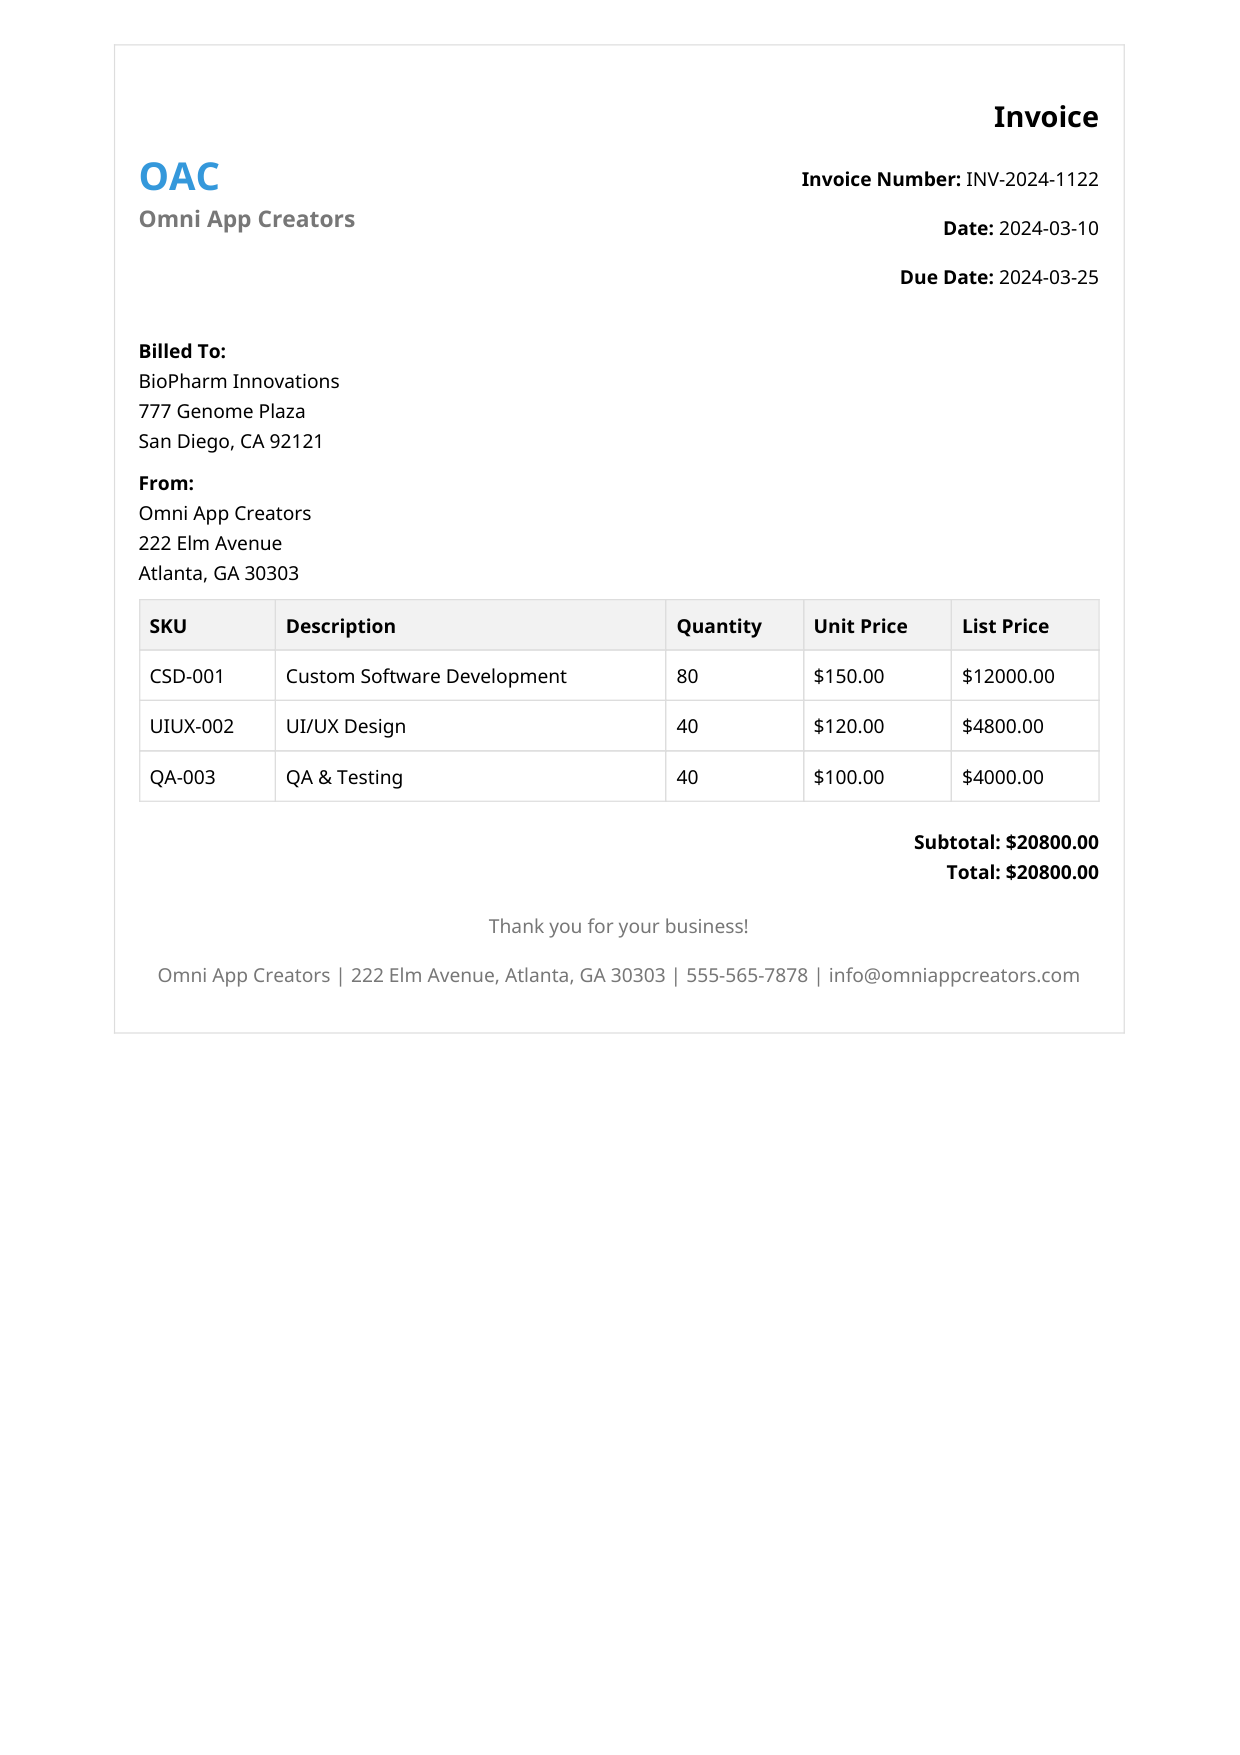 Invoice
OAC
Omni App Creators
Invoice Number: INV-2024-1122
Date: 2024-03-10
Due Date: 2024-03-25
Billed To:
BioPharm Innovations
777 Genome Plaza
San Diego, CA 92121
From:
Omni App Creators
222 Elm Avenue
Atlanta, GA 30303
SKU Description Quantity Unit Price List Price
CSD-001 Custom Software Development 80 $150.00 $12000.00
UIUX-002 UI/UX Design 40 $120.00 $4800.00
QA-003 QA & Testing 40 $100.00 $4000.00
Subtotal: $20800.00
Total: $20800.00
Thank you for your business!
Omni App Creators | 222 Elm Avenue, Atlanta, GA 30303 | 555-565-7878 | info@omniappcreators.com